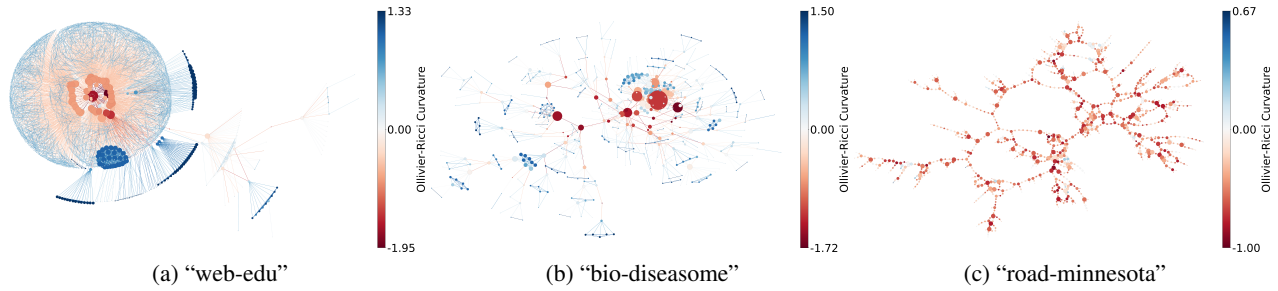 1.33
0.00
-1.95
Ollivier-Ricci Curvature
(a) “web-edu”
1.50
0.00
-1.72
Ollivier-Ricci Curvature
(b) “bio-diseasome”
0.67
0.00
-1.00
Ollivier-Ricci Curvature
(c) “road-minnesota”